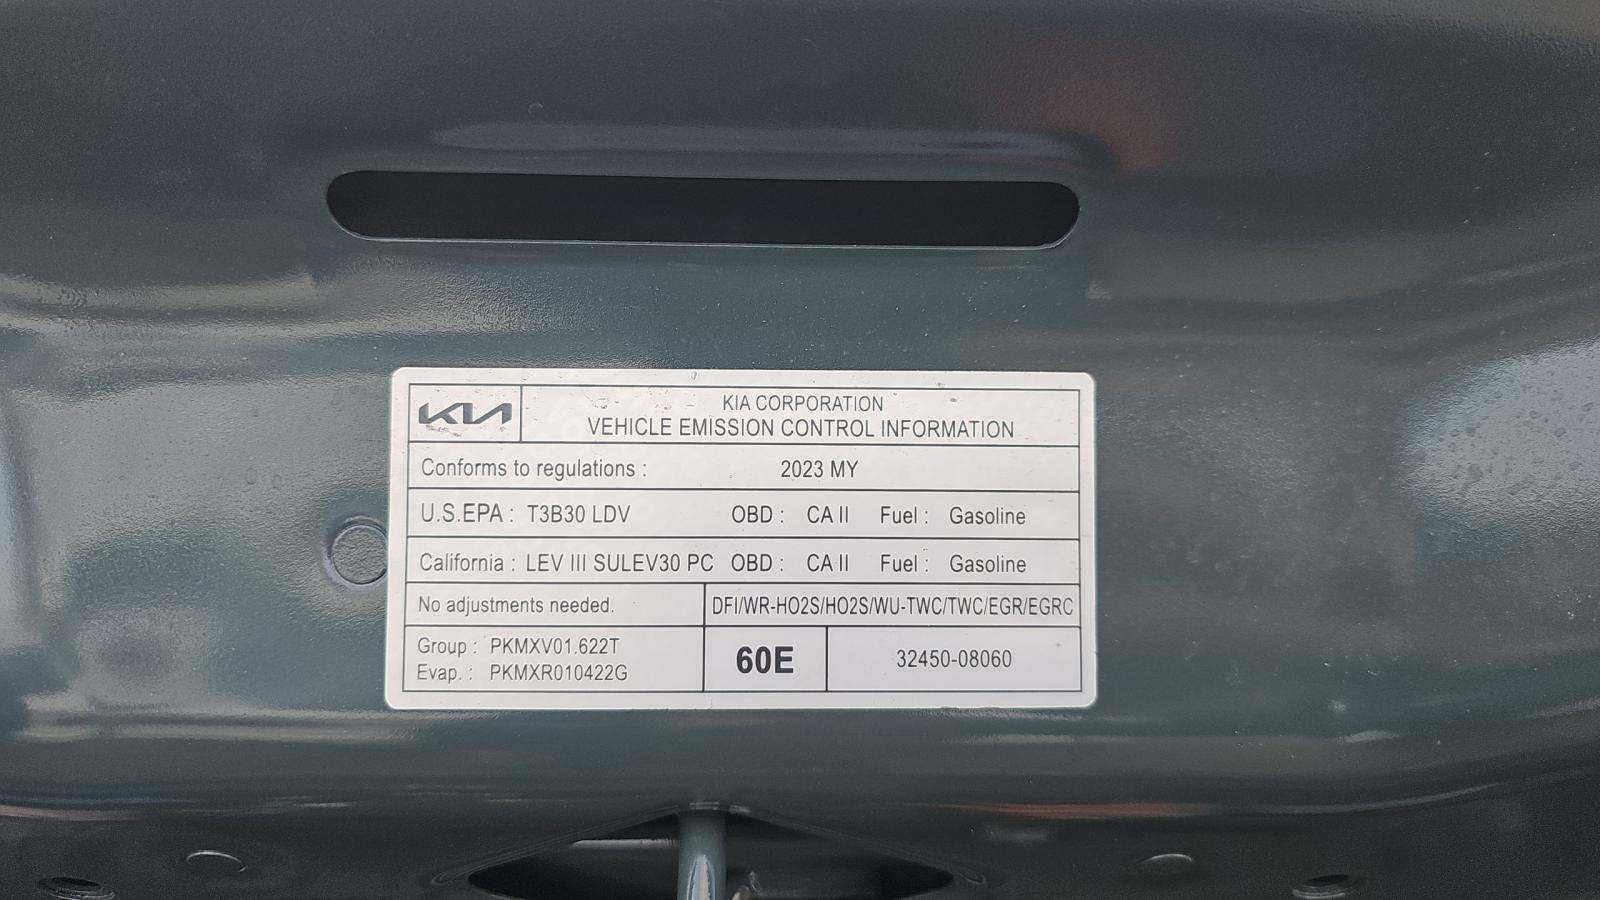 KIA
KIA CORPORATION
VEHICLE EMISSION CONTROL INFORMATION
Conforms to regulations : 2023 MY
U.S.EPA : T3B30 LDV OBD : CA II Fuel : Gasoline
California : LEV III SULEV30 PC OBD : CA II Fuel : Gasoline
No adjustments needed. DFI/WR-HO2S/HO2S/WU-TWC/TWC/EGR/EGRC
Group : PKMXV01.622T
Evap. : PKMXR010422G
60E
32450-08060